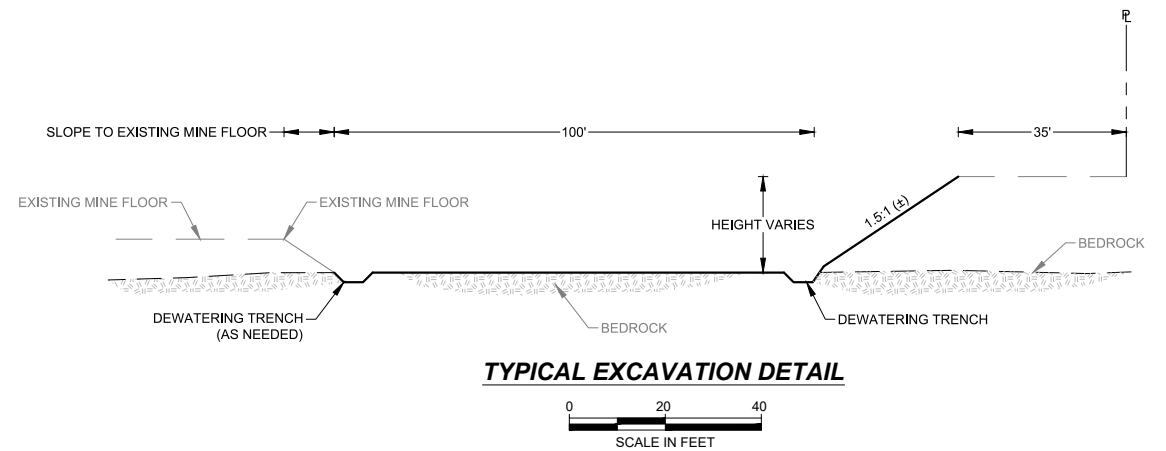 ℄
SLOPE TO EXISTING MINE FLOOR
100'
35'
EXISTING MINE FLOOR
EXISTING MINE FLOOR
HEIGHT VARIES
1.5:1 (±)
BEDROCK
DEWATERING TRENCH
(AS NEEDED)
BEDROCK
DEWATERING TRENCH
TYPICAL EXCAVATION DETAIL
0 20 40
SCALE IN FEET